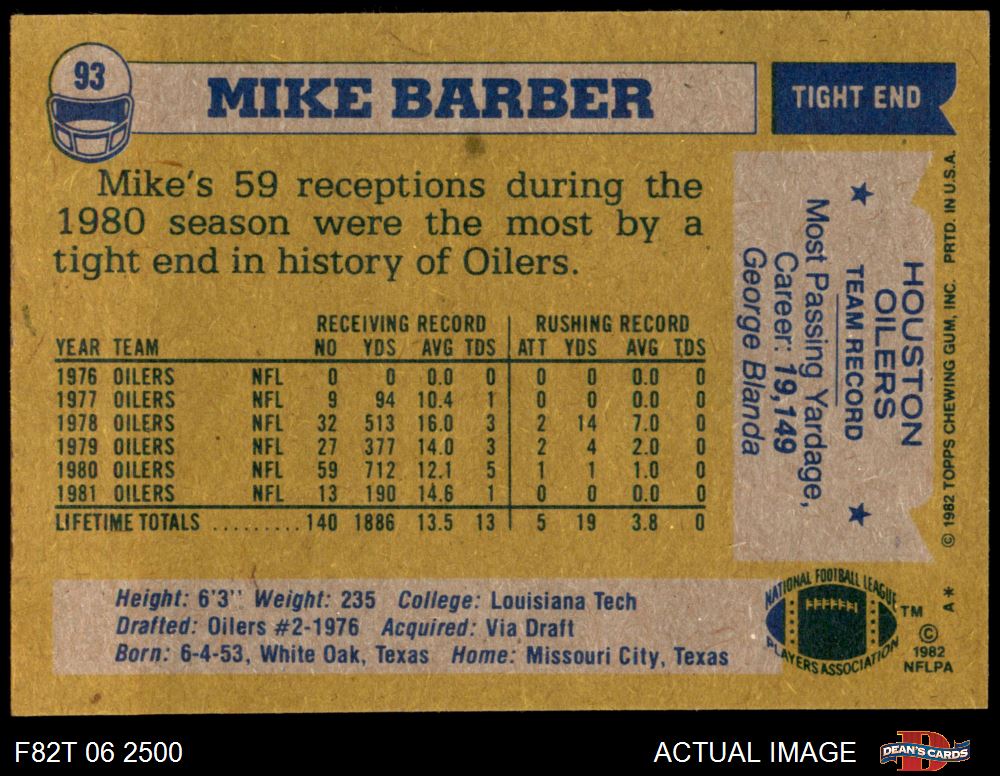 93
MIKE BARBER
TIGHT END
Mike's 59 receptions during the
1980 season were the most by a
tight end in history of Oilers.
RECEIVING RECORD RUSHING RECORD
YEAR TEAM NO YDS AVG TDS ATT YDS AVG TDS
1976 OILERS NFL 0 0 0.0 0 0 0 0.0 0
1977 OILERS NFL 9 94 10.4 1 0 0 0.0 0
1978 OILERS NFL 32 513 16.0 3 2 14 7.0 0
1979 OILERS NFL 27 377 14.0 3 2 4 2.0 0
1980 OILERS NFL 59 712 12.1 5 1 1 1.0 0
1981 OILERS NFL 13 190 14.6 1 0 0 0.0 0
LIFETIME TOTALS ......... 140 1886 13.5 13 5 19 3.8 0
HOUSTON
OILERS
TEAM RECORD
Most Passing Yardage,
Career: 19,149
George Blanda
© 1982 TOPPS CHEWING GUM, INC. PRTD. IN U.S.A.
Height: 6'3" Weight: 235 College: Louisiana Tech
Drafted: Oilers #2-1976 Acquired: Via Draft
Born: 6-4-53, White Oak, Texas Home: Missouri City, Texas
NATIONAL FOOTBALL LEAGUE
PLAYERS ASSOCIATION
TM
©
1982
NFLPA
A*
F82T 06 2500
ACTUAL IMAGE
D
DEAN'S CARDS